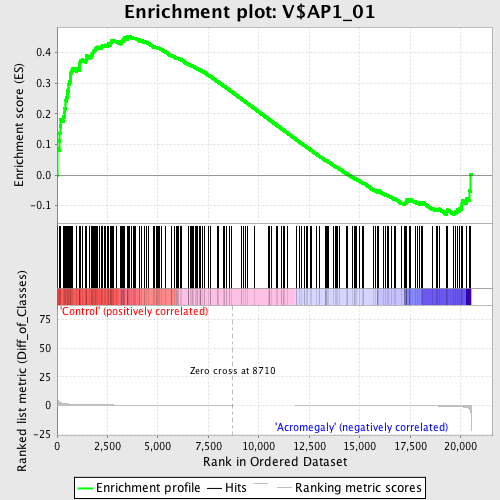 Enrichment plot: V$AP1_01
Enrichment score (ES)
0.4
0.3
0.2
0.1
0.0
-0.1
'Control' (positively correlated)
Ranked list metric (Diff_of_Classes)
75
50
25
0
-25
Zero cross at 8710
'Acromegaly' (negatively correlated)
0
2,500
5,000
7,500
10,000
12,500
15,000
17,500
20,000
Rank in Ordered Dataset
Enrichment profile
Hits
Ranking metric scores